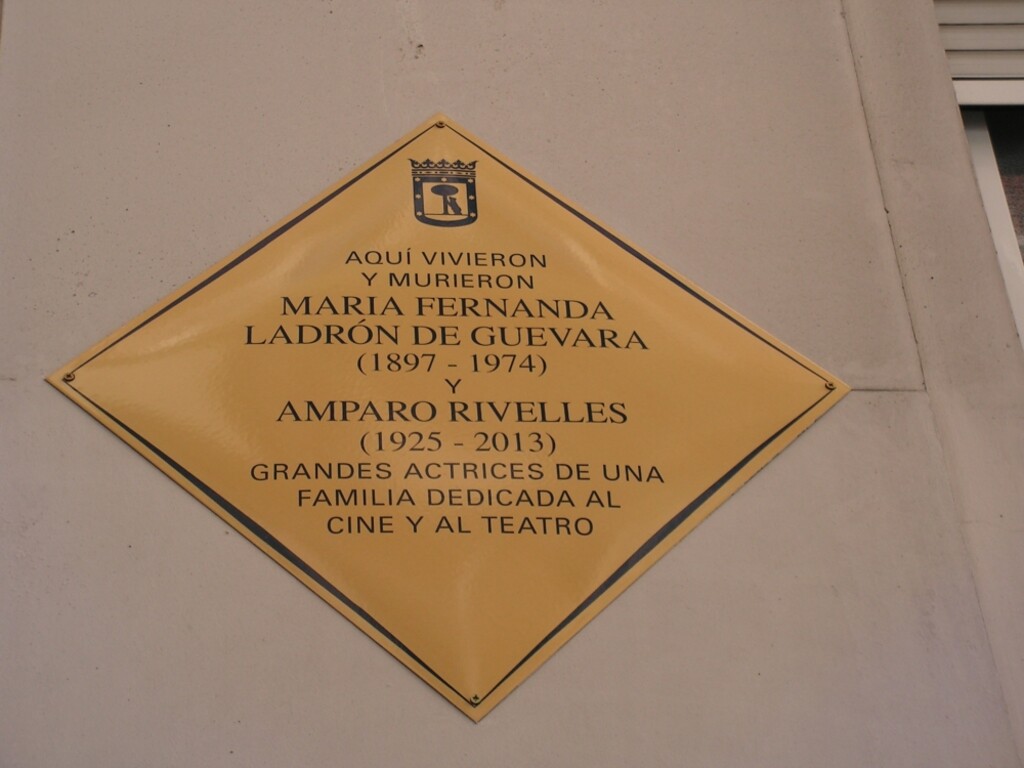 AQUÍ VIVIERON
Y MURIERON
MARIA FERNANDA
LADRÓN DE GUEVARA
(1897 - 1974)
Y
AMPARO RIVELLES
(1925 - 2013)
GRANDES ACTRICES DE UNA
FAMILIA DEDICADA AL
CINE Y AL TEATRO